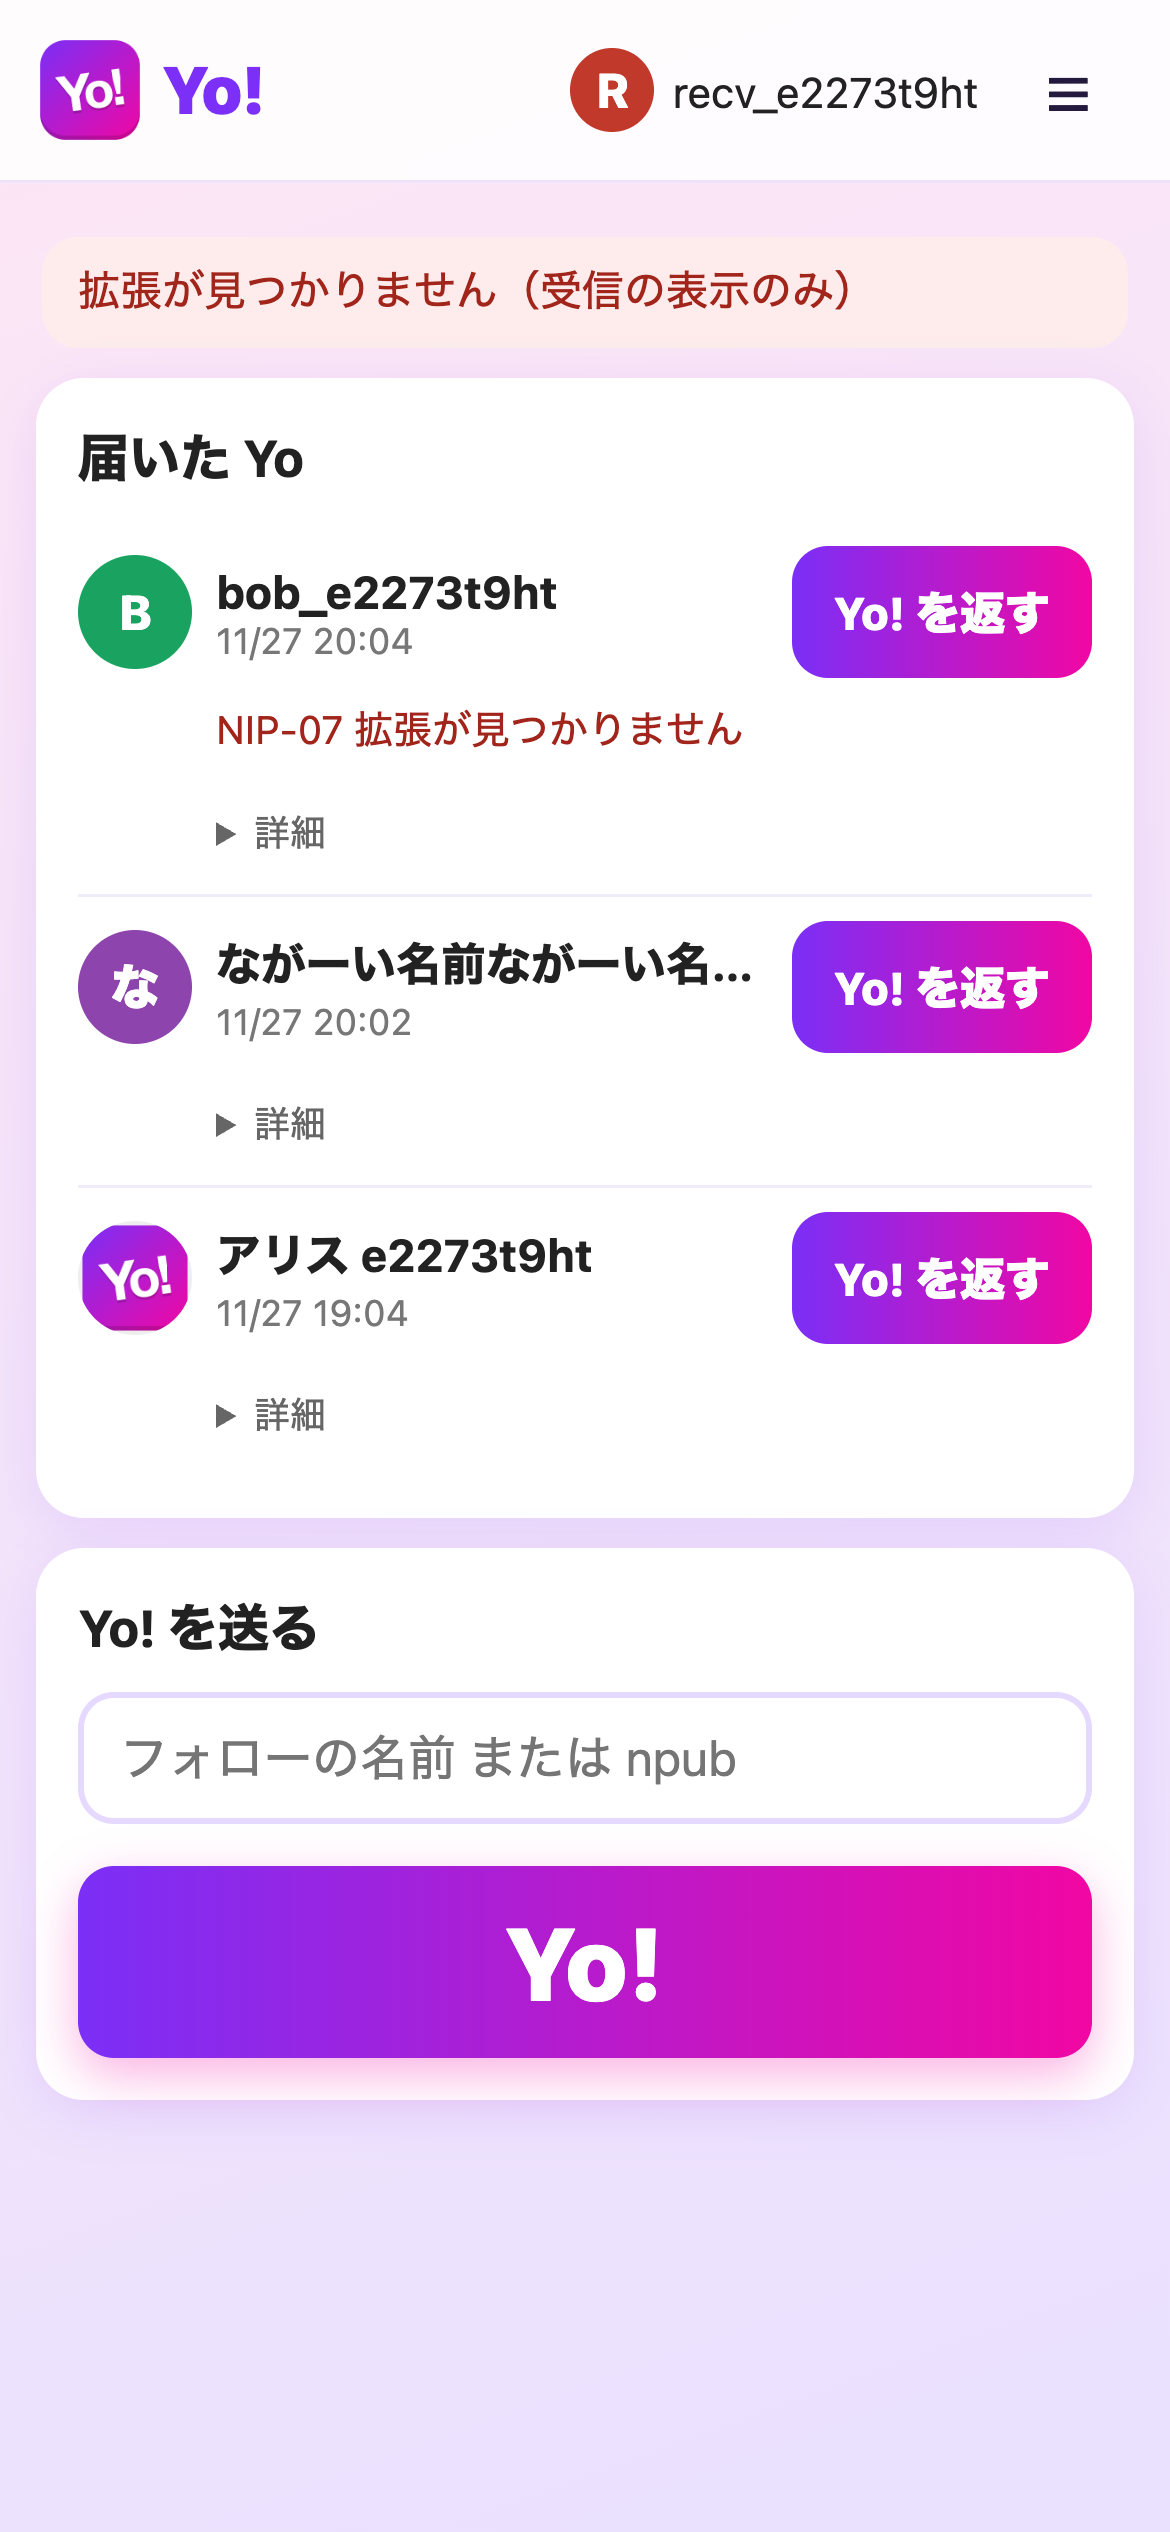 Yo! Yo! R recv_e2273t9ht
拡張が見つかりません（受信の表示のみ）
届いた Yo
B bob_e2273t9ht Yo! を返す
11/27 20:04
NIP-07 拡張が見つかりません
詳細
な ながーい名前ながーい名... Yo! を返す
11/27 20:02
詳細
Yo! アリス e2273t9ht Yo! を返す
11/27 19:04
詳細
Yo! を送る
フォローの名前 または npub
Yo!